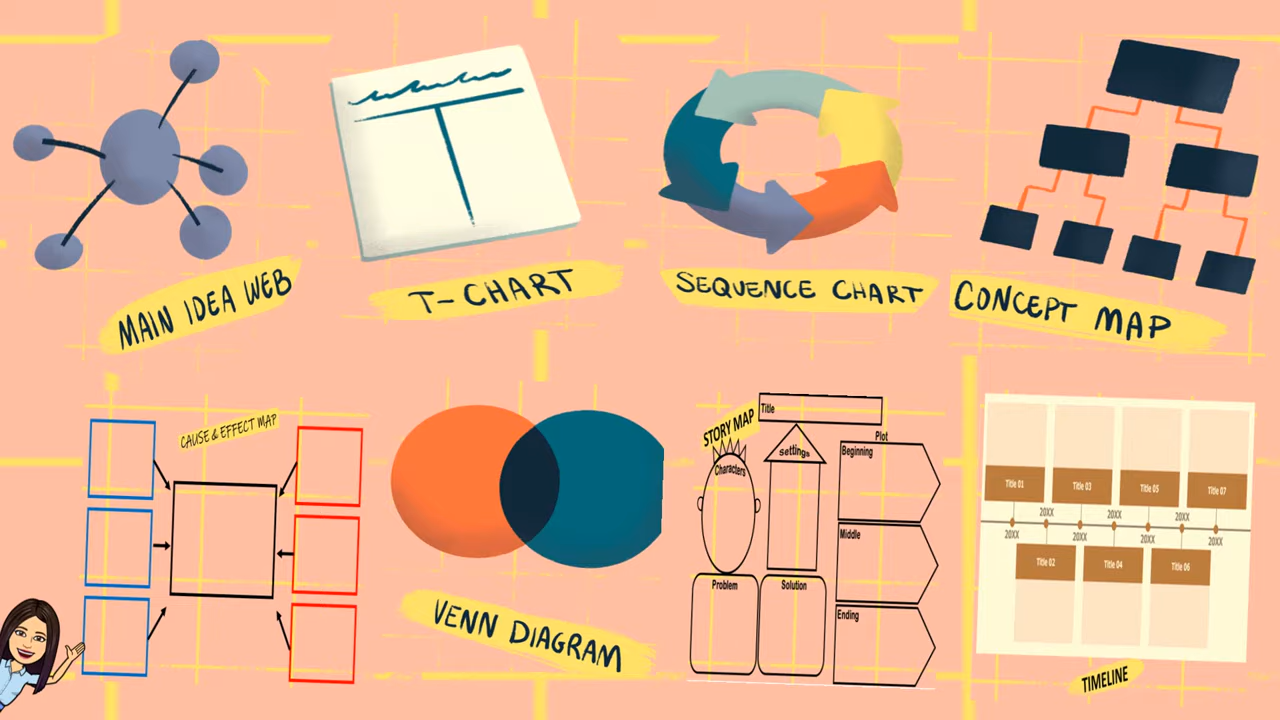 MAIN IDEA WEB
T-CHART
SEQUENCE CHART
CONCEPT MAP
CAUSE & EFFECT MAP
VENN DIAGRAM
STORY MAP
Title
Characters
settings
Plot
Beginning
Middle
Ending
Problem
Solution
Title 01
Title 03
Title 05
Title 07
20XX
20XX
20XX
20XX
20XX
20XX
20XX
Title 02
Title 04
Title 06
TIMELINE